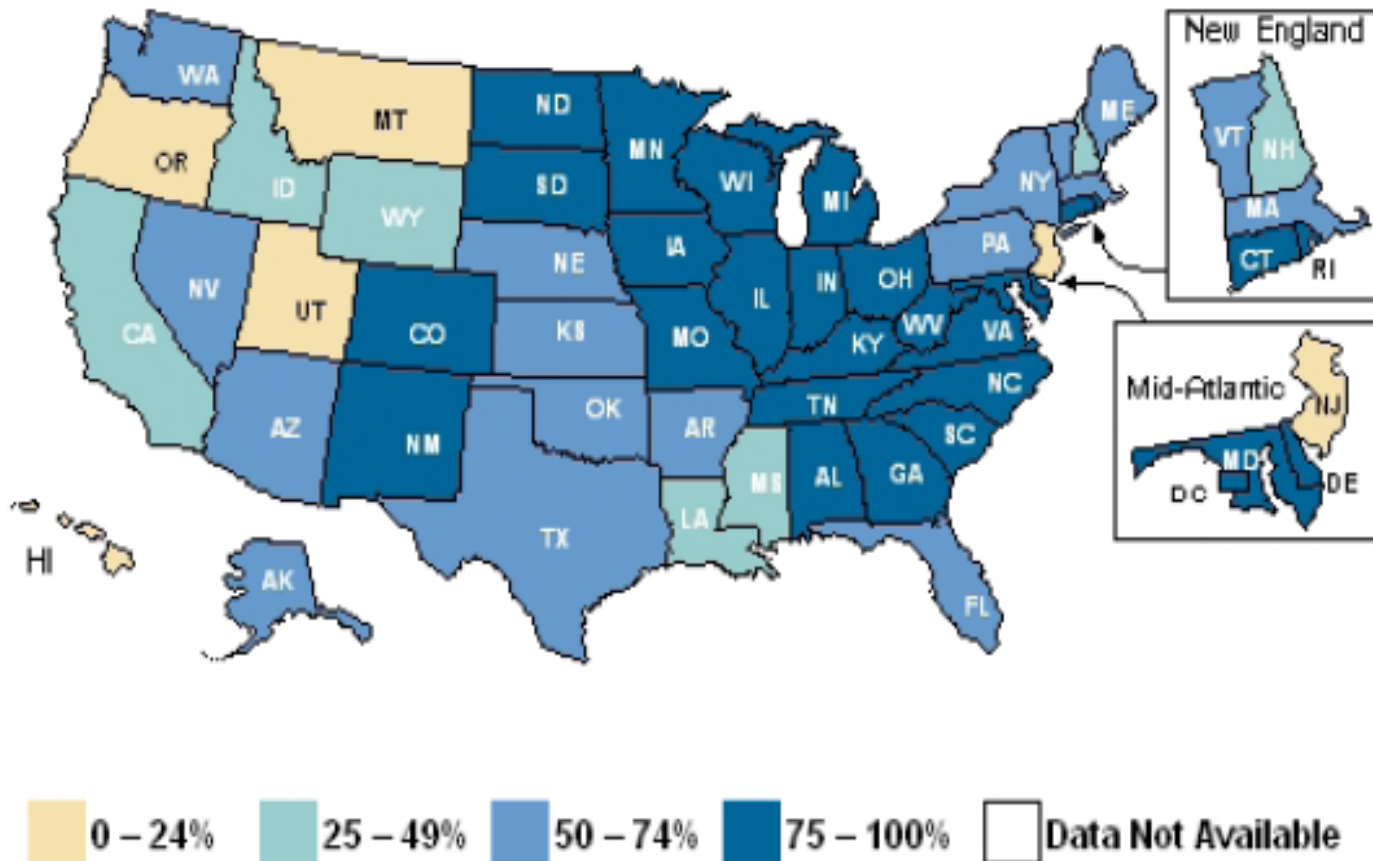 New England
WA
ME
ND
MT
MN
VT
NH
OR
WI
NY
ID
SD
MI
WY
MA
PA
IA
NE
CT
RI
OH
NV
IN
IL
UT
KS
WV
CA
CO
MO
KY
VA
NC
Mid-Atlantic
NJ
TN
OK
AZ
AR
SC
NM
MD
AL
GA
MS
DC
DE
LA
TX
HI
AK
FL
0 – 24%
25 – 49%
50 – 74%
75 – 100%
Data Not Available